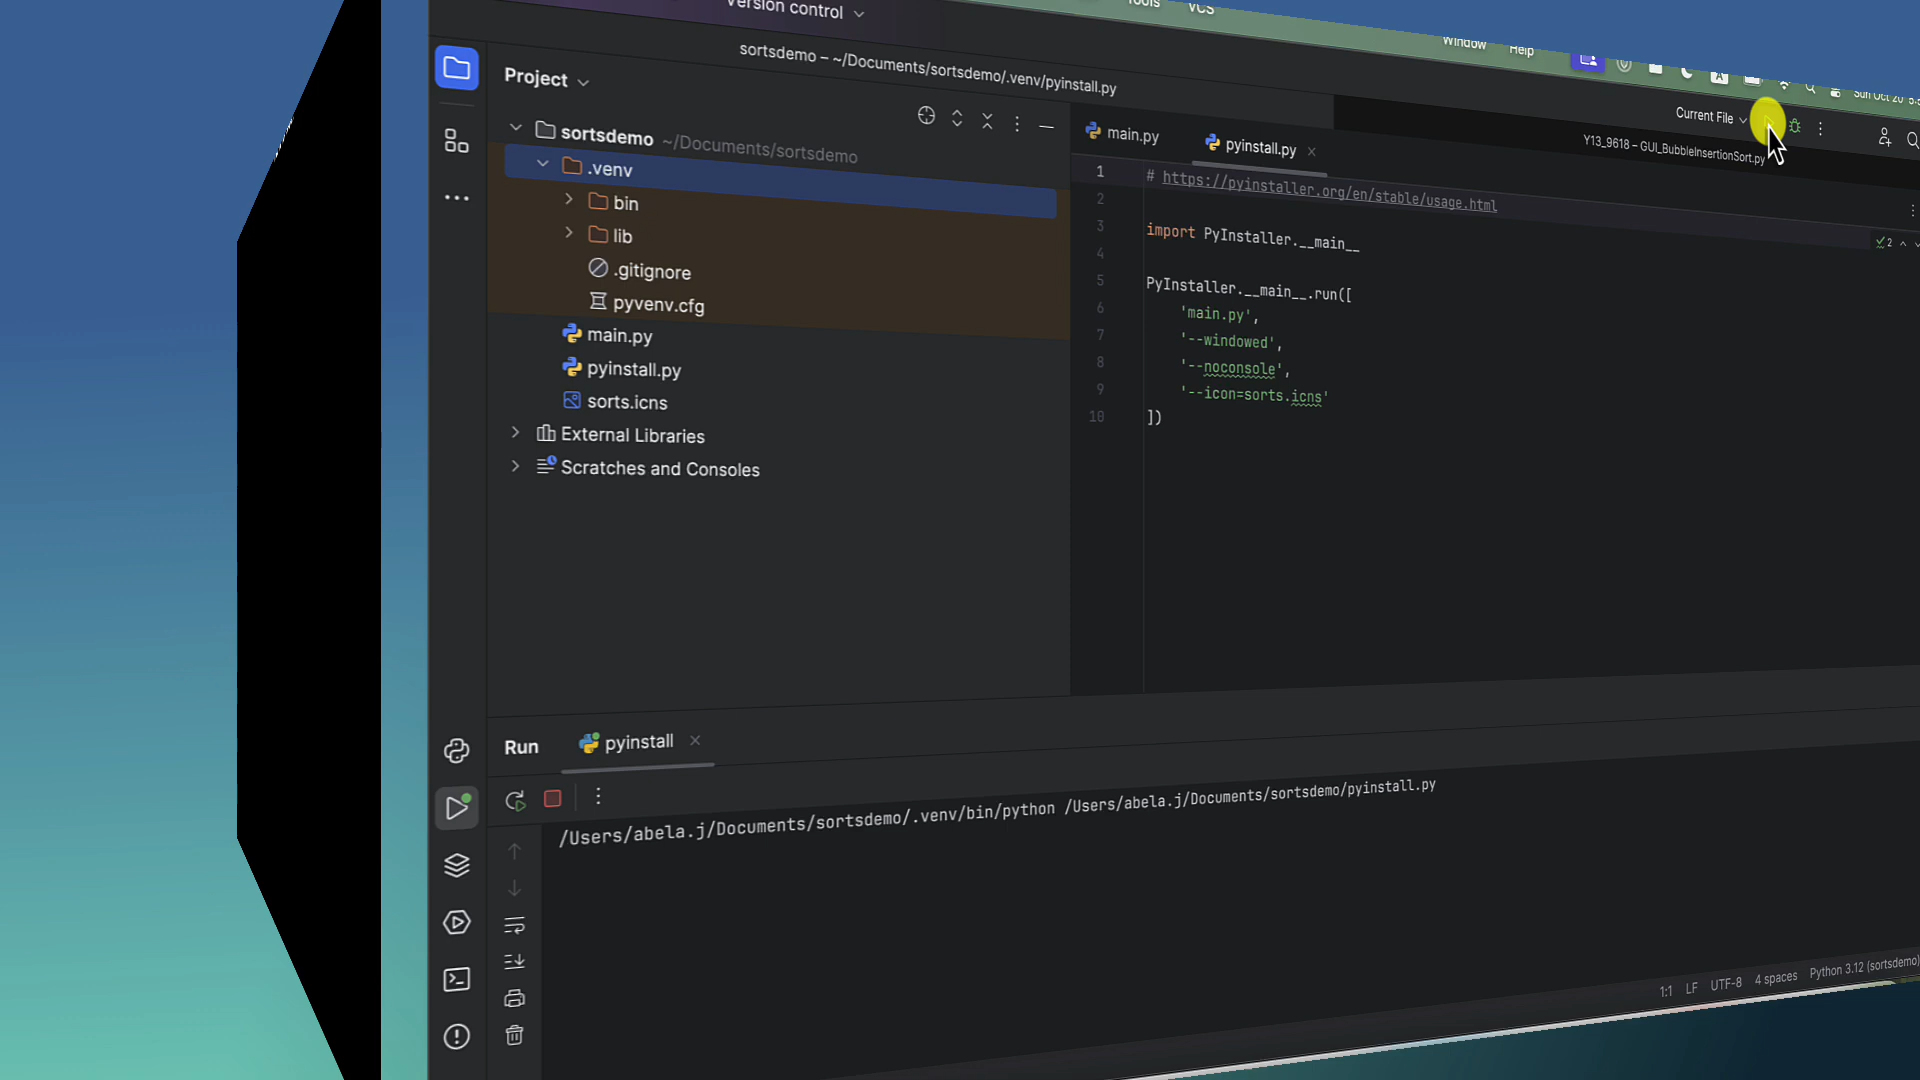 Version control
Tools
VCS
Window
Help
A
sortsdemo – ~/Documents/sortsdemo/.venv/pyinstall.py
Project
Current File
Y13_9618 – GUI_BubbleInsertionSort.py
sortsdemo ~/Documents/sortsdemo
.venv
bin
lib
.gitignore
pyvenv.cfg
main.py
pyinstall.py
sorts.icns
External Libraries
Scratches and Consoles
main.py
pyinstall.py
2
1 # https://pyinstaller.org/en/stable/usage.html
2
3 import PyInstaller.__main__
4
5 PyInstaller.__main__.run([
6 'main.py',
7 '--windowed',
8 '--noconsole',
9 '--icon=sorts.icns'
10 ])
Run
pyinstall
/Users/abela.j/Documents/sortsdemo/.venv/bin/python /Users/abela.j/Documents/sortsdemo/pyinstall.py
1:1 LF UTF-8 4 spaces Python 3.12 (sortsdemo)